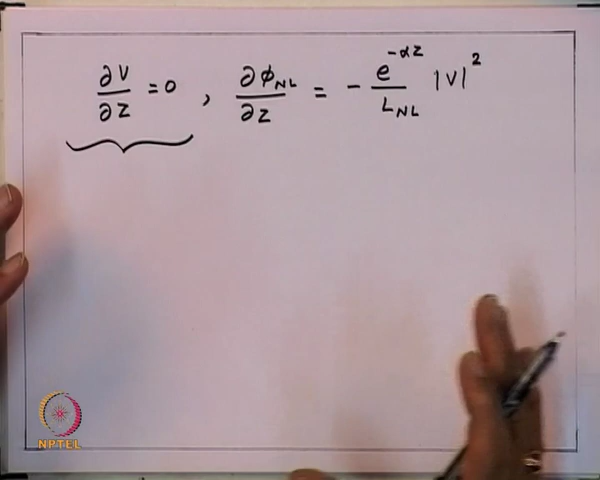 ∂V/∂z = 0 , ∂φ_NL/∂z = - e^{-αz}/L_NL |V|^2
NPTEL